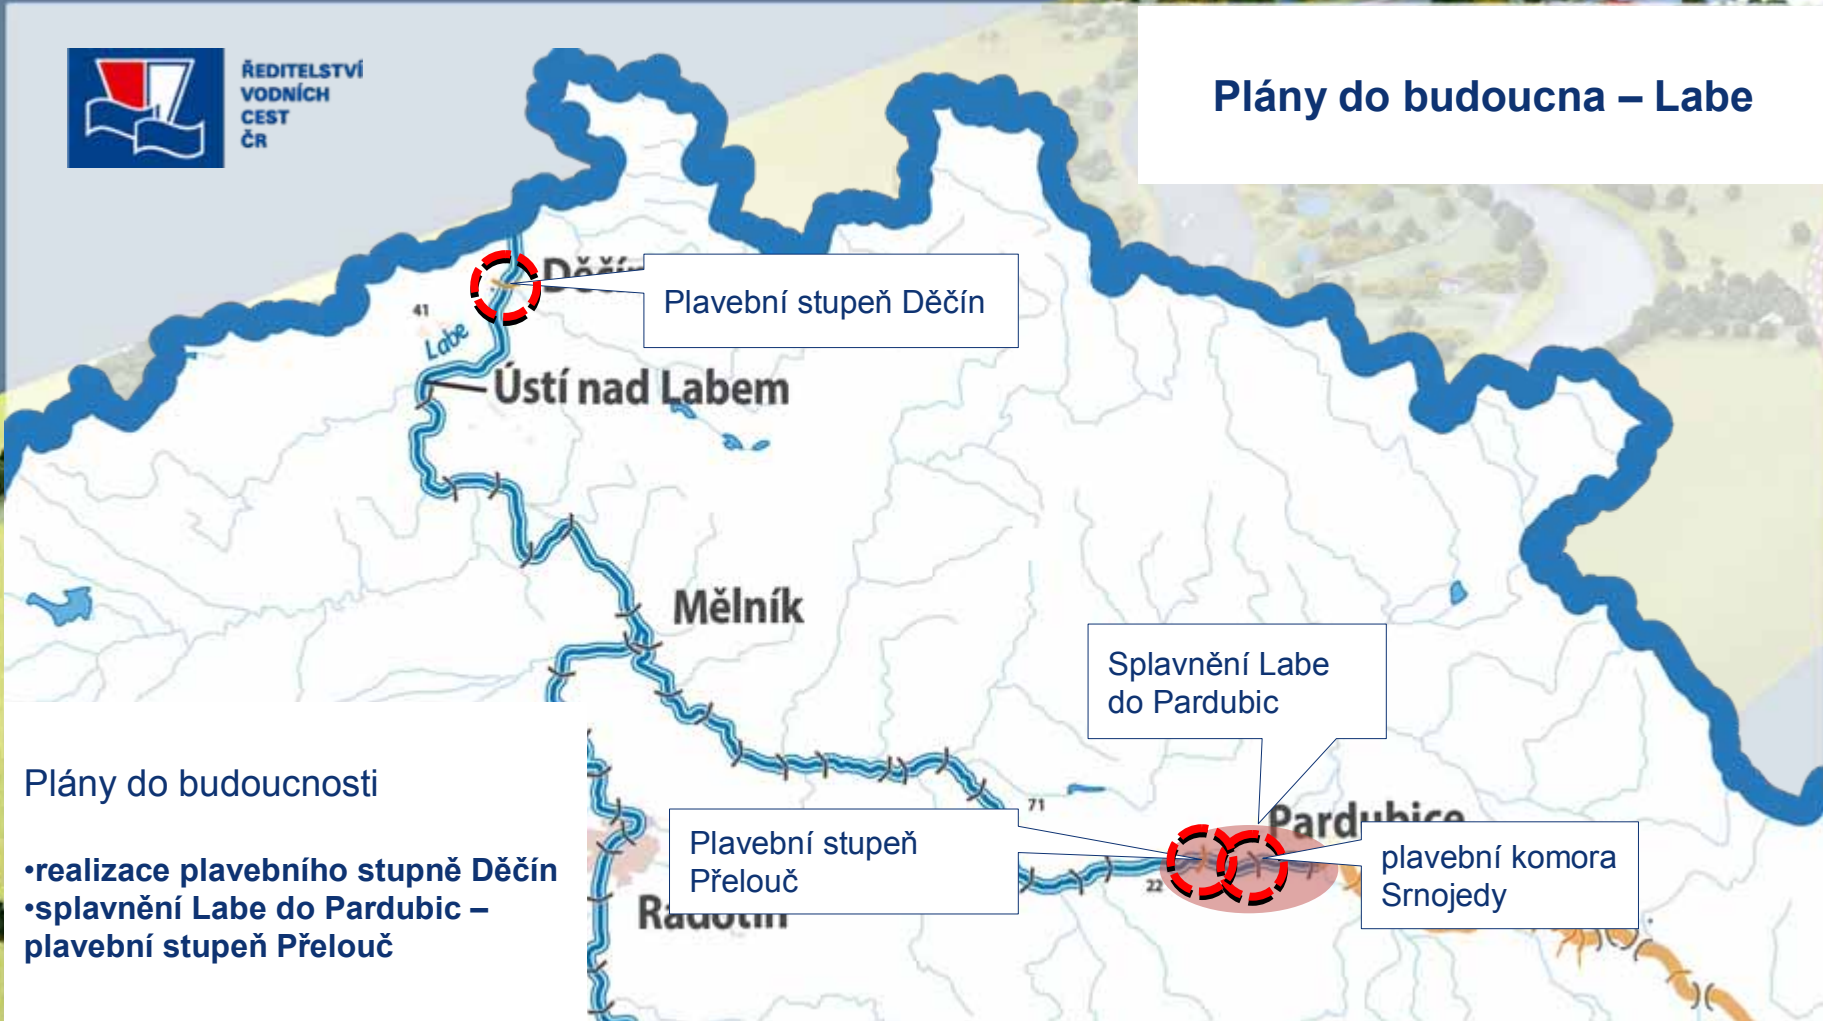 ŘEDITELSTVÍ
VODNÍCH
CEST
ČR
Plány do budoucna – Labe
Plavební stupeň Děčín
41
Labe
Ústí nad Labem
Mělník
Splavnění Labe
do Pardubic
71
Pardubice
Plavební stupeň
Přelouč
22
plavební komora
Srnojedy
Radotín
Plány do budoucnosti
•realizace plavebního stupně Děčín
•splavnění Labe do Pardubic –
plavební stupeň Přelouč